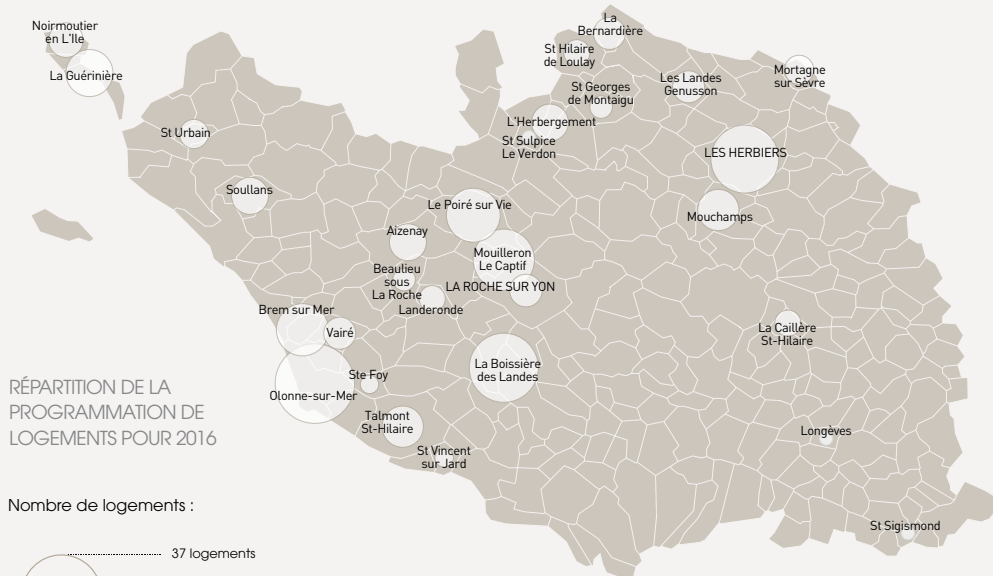 Noirmoutier
en L'Ile
La Guérinière
La
Bernardière
St Hilaire
de Loulay
St Georges
de Montaigu
Les Landes
Genusson
Mortagne
sur Sèvre
L'Herbergement
St Sulpice
Le Verdon
St Urbain
LES HERBIERS
Soullans
Le Poiré sur Vie
Mouchamps
Aizenay
Mouilleron
Le Captif
Beaulieu
sous
La Roche
LA ROCHE SUR YON
Landeronde
Brem sur Mer
Vairé
La Caillère
St-Hilaire
La Boissière
des Landes
Ste Foy
Olonne-sur-Mer
Talmont
St-Hilaire
Longèves
St Vincent
sur Jard
St Sigismond
RÉPARTITION DE LA
PROGRAMMATION DE
LOGEMENTS POUR 2016
Nombre de logements :
37 logements